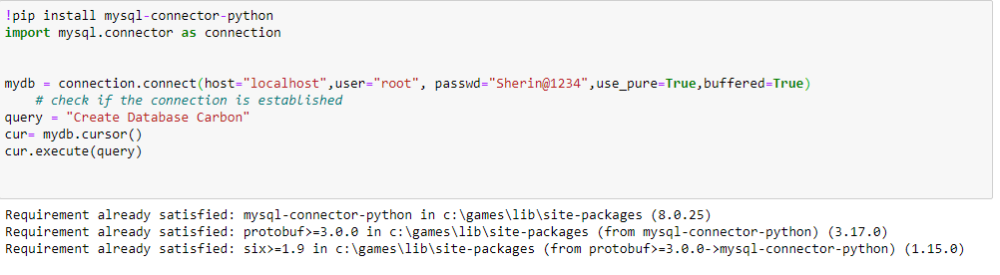 !pip install mysql-connector-python
import mysql.connector as connection
mydb = connection.connect(host="localhost",user="root", passwd="Sherin@1234",use_pure=True,buffered=True)
# check if the connection is established
query = "Create Database Carbon"
cur= mydb.cursor()
cur.execute(query)
Requirement already satisfied: mysql-connector-python in c:\games\lib\site-packages (8.0.25)
Requirement already satisfied: protobuf>=3.0.0 in c:\games\lib\site-packages (from mysql-connector-python) (3.17.0)
Requirement already satisfied: six>=1.9 in c:\games\lib\site-packages (from protobuf>=3.0.0->mysql-connector-python) (1.15.0)